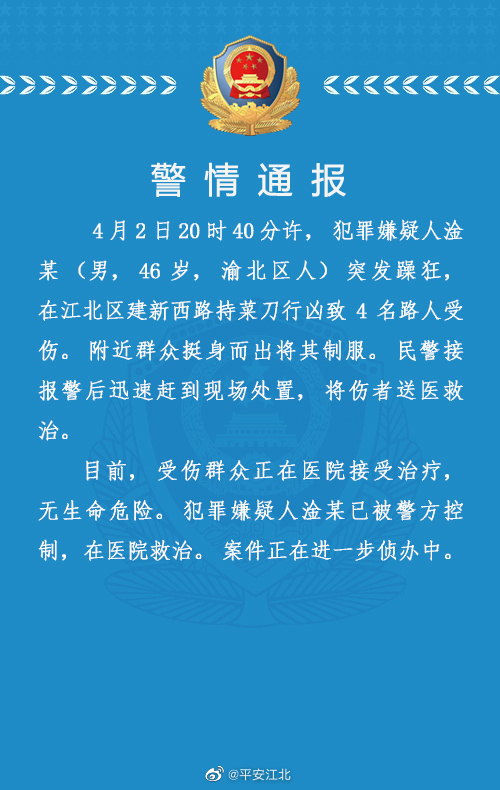 警情通报
4月2日20时40分许，犯罪嫌疑人淦
某（男，46岁，渝北区人）突发躁狂，
在江北区建新西路持菜刀行凶致 4 名路人受
伤。附近群众挺身而出将其制服。民警接
报警后迅速赶到现场处置，将伤者送医救
治。
目前，受伤群众正在医院接受治疗，
无生命危险。犯罪嫌疑人淦某已被警方控
制，在医院救治。案件正在进一步侦办中。
@平安江北